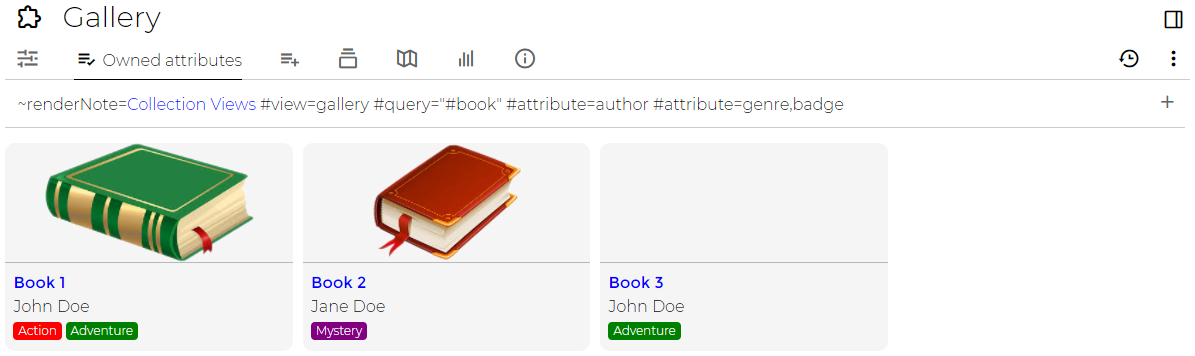 Gallery
Owned attributes
~renderNote=Collection Views #view=gallery #query="#book" #attribute=author #attribute=genre,badge
Book 1
John Doe
Action Adventure
Book 2
Jane Doe
Mystery
Book 3
John Doe
Adventure